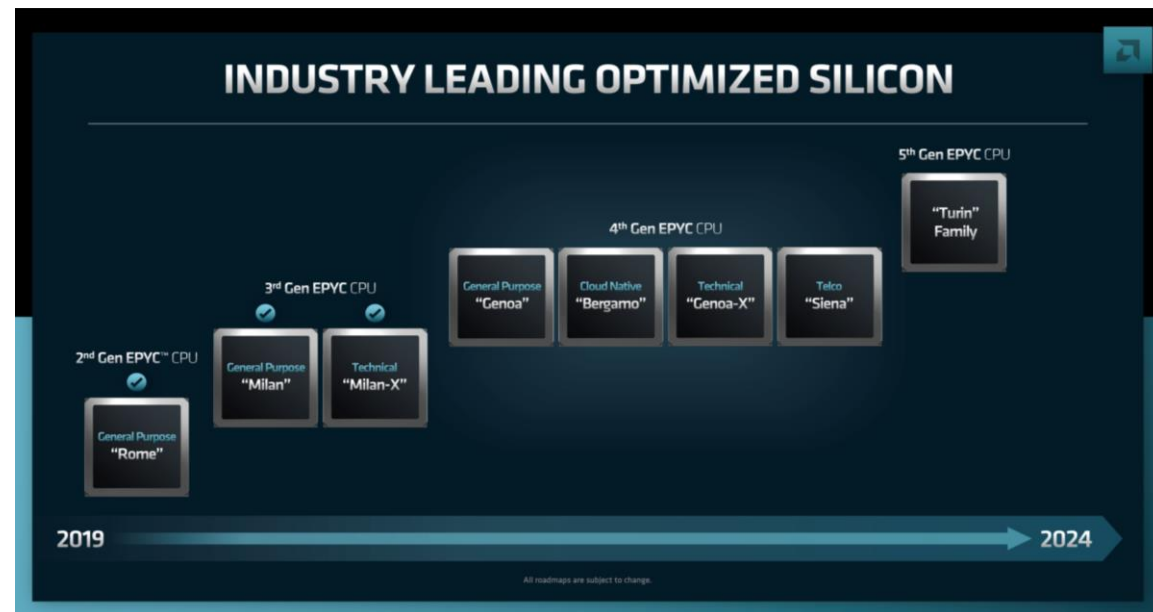 INDUSTRY LEADING OPTIMIZED SILICON
5th Gen EPYC CPU
"Turin"
Family
4th Gen EPYC CPU
General Purpose
"Genoa"
Cloud Native
"Bergamo"
Technical
"Genoa-X"
Telco
"Siena"
3rd Gen EPYC CPU
General Purpose
"Milan"
Technical
"Milan-X"
2nd Gen EPYC™ CPU
General Purpose
"Rome"
2019
2024
All roadmaps are subject to change.